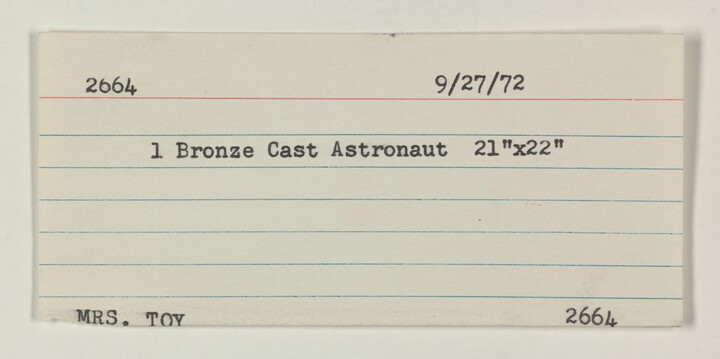 2664 9/27/72
1 Bronze Cast Astronaut 21"x22"
MRS. TOY 2664